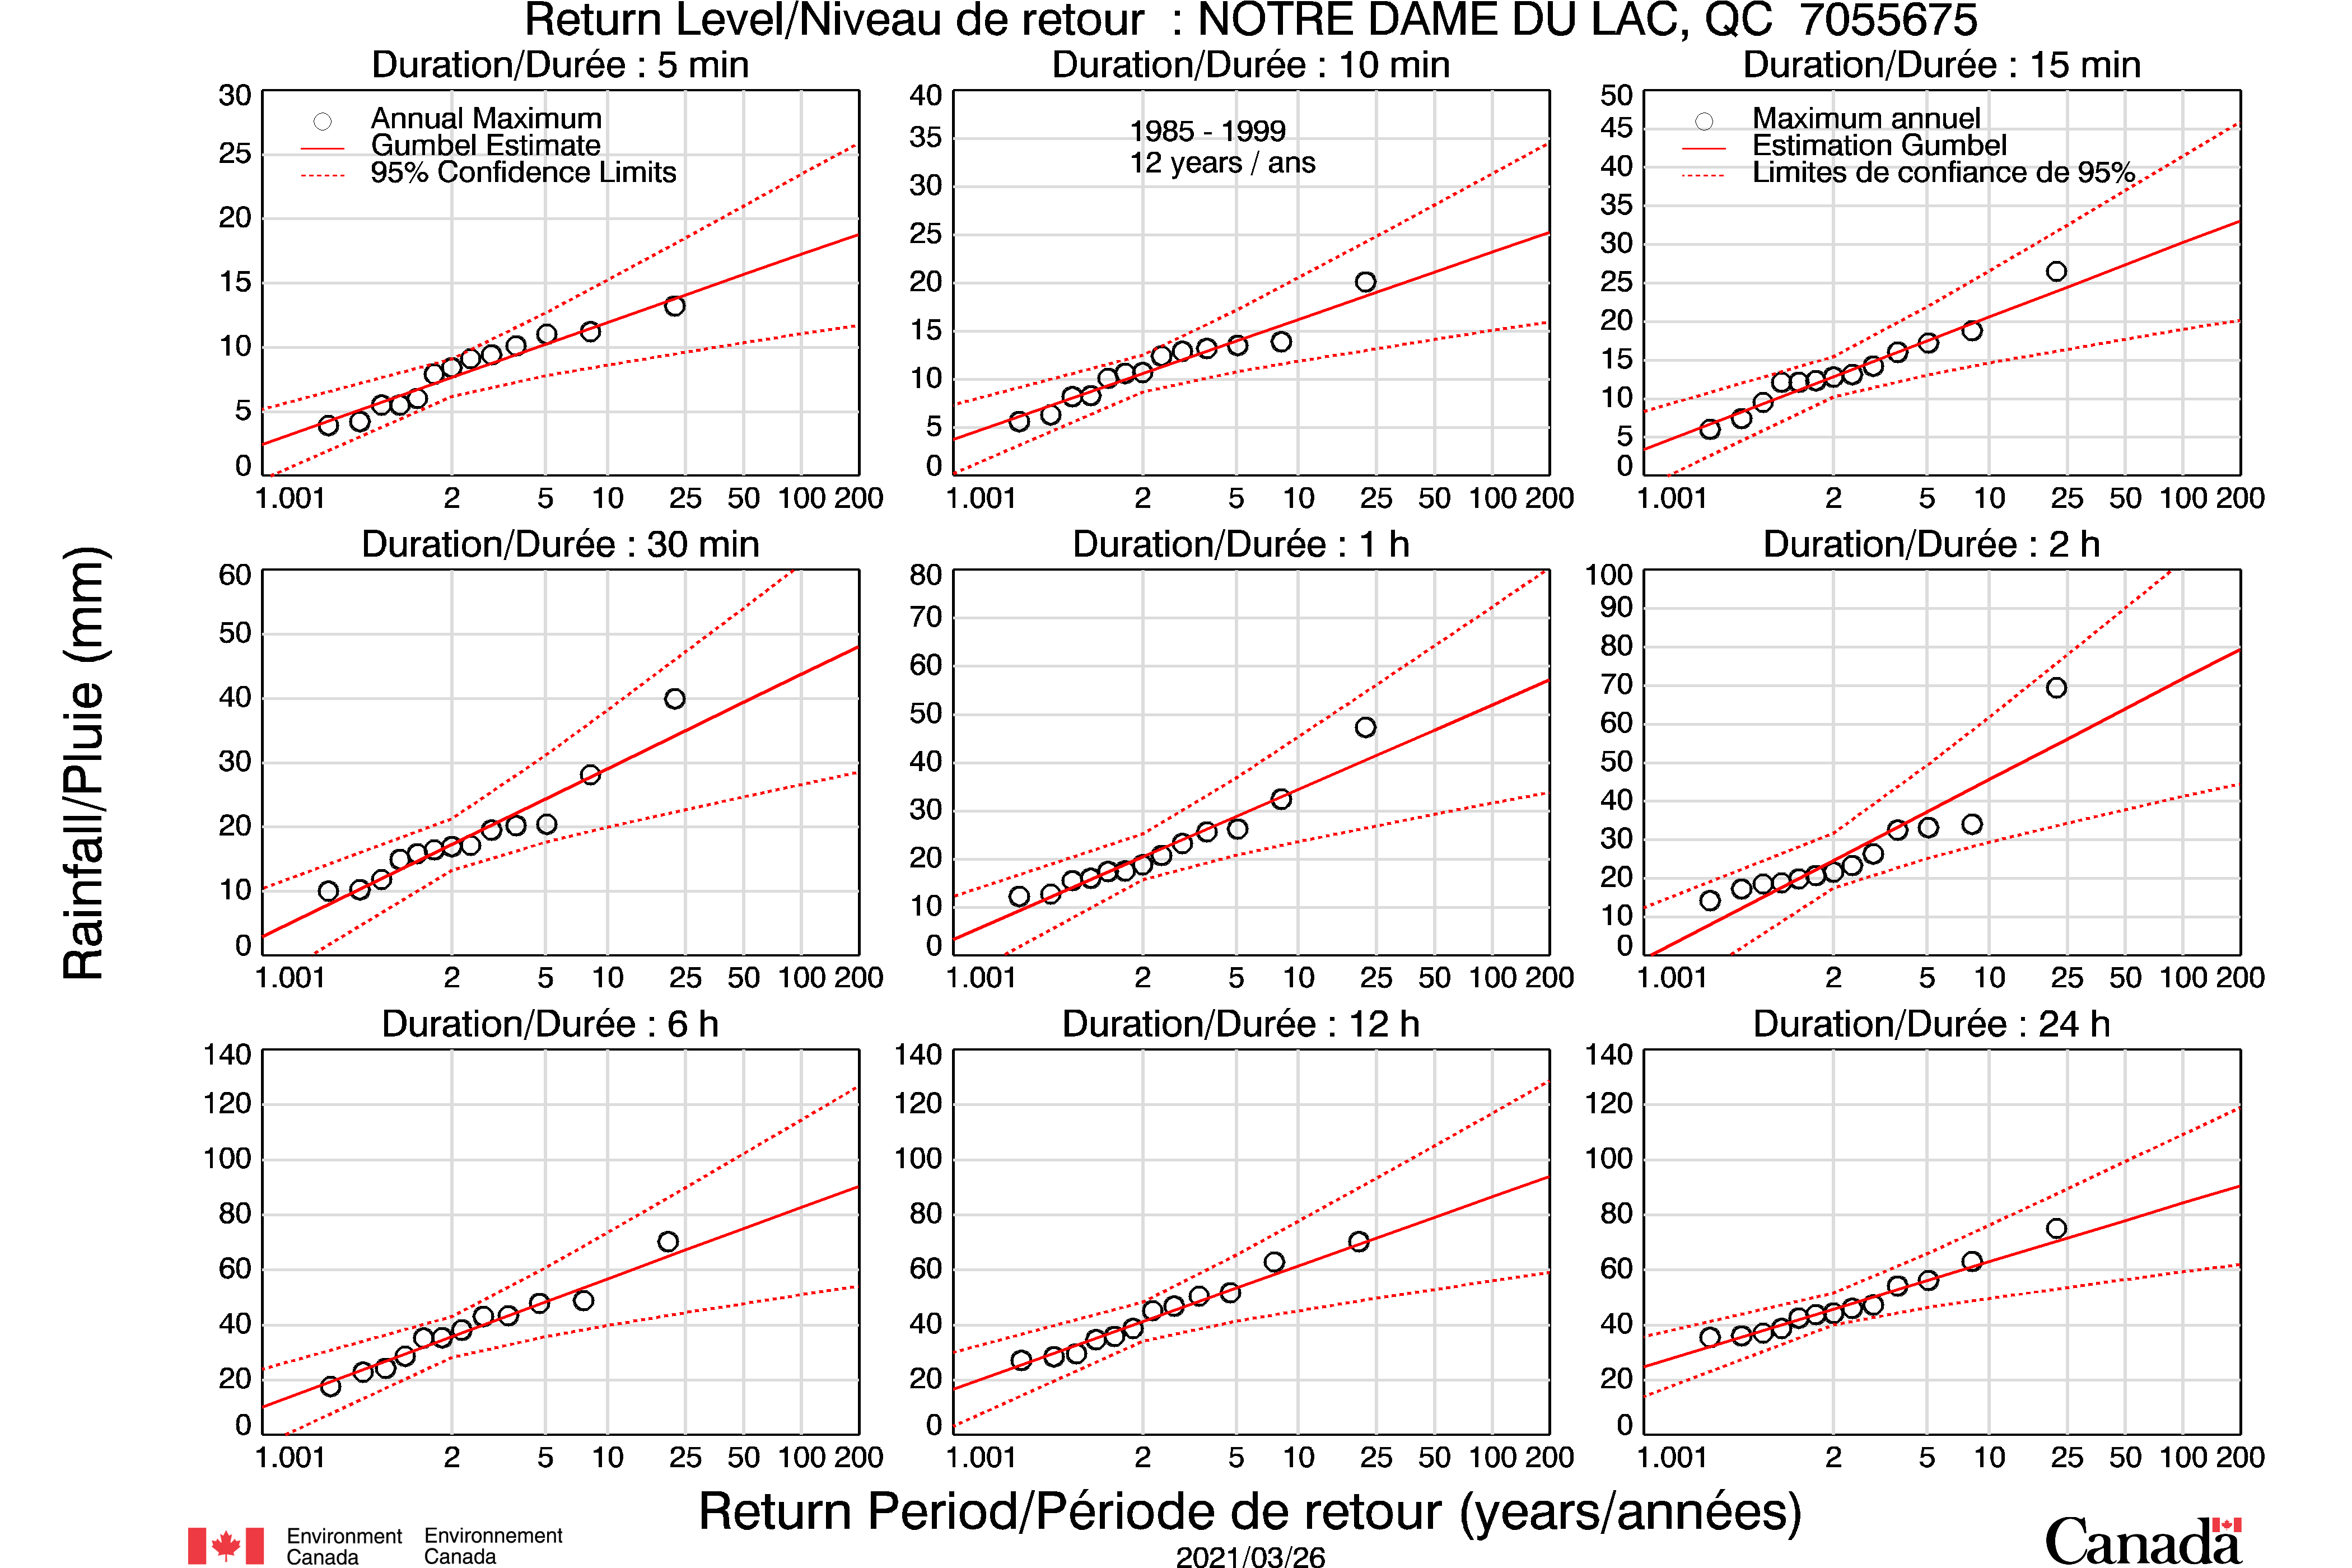 Return Level/Niveau de retour : NOTRE DAME DU LAC, QC 7055675
Duration/Durée : 5 min
30
25
20
15
10
5
0
Annual Maximum
Gumbel Estimate
95% Confidence Limits
1.001 2 5 10 25 50 100 200
Duration/Durée : 10 min
40
35
30
25
20
15
10
5
0
1985 - 1999
12 years / ans
1.001 2 5 10 25 50 100 200
Duration/Durée : 15 min
50
45
40
35
30
25
20
15
10
5
0
Maximum annuel
Estimation Gumbel
Limites de confiance de 95%
1.001 2 5 10 25 50 100 200
Rainfall/Pluie (mm)
Duration/Durée : 30 min
60
50
40
30
20
10
0
1.001 2 5 10 25 50 100 200
Duration/Durée : 1 h
80
70
60
50
40
30
20
10
0
1.001 2 5 10 25 50 100 200
Duration/Durée : 2 h
100
90
80
70
60
50
40
30
20
10
0
1.001 2 5 10 25 50 100 200
Duration/Durée : 6 h
140
120
100
80
60
40
20
0
1.001 2 5 10 25 50 100 200
Duration/Durée : 12 h
140
120
100
80
60
40
20
0
1.001 2 5 10 25 50 100 200
Duration/Durée : 24 h
140
120
100
80
60
40
20
0
1.001 2 5 10 25 50 100 200
Return Period/Période de retour (years/années)
Environment Canada
Environnement Canada
2021/03/26
Canada